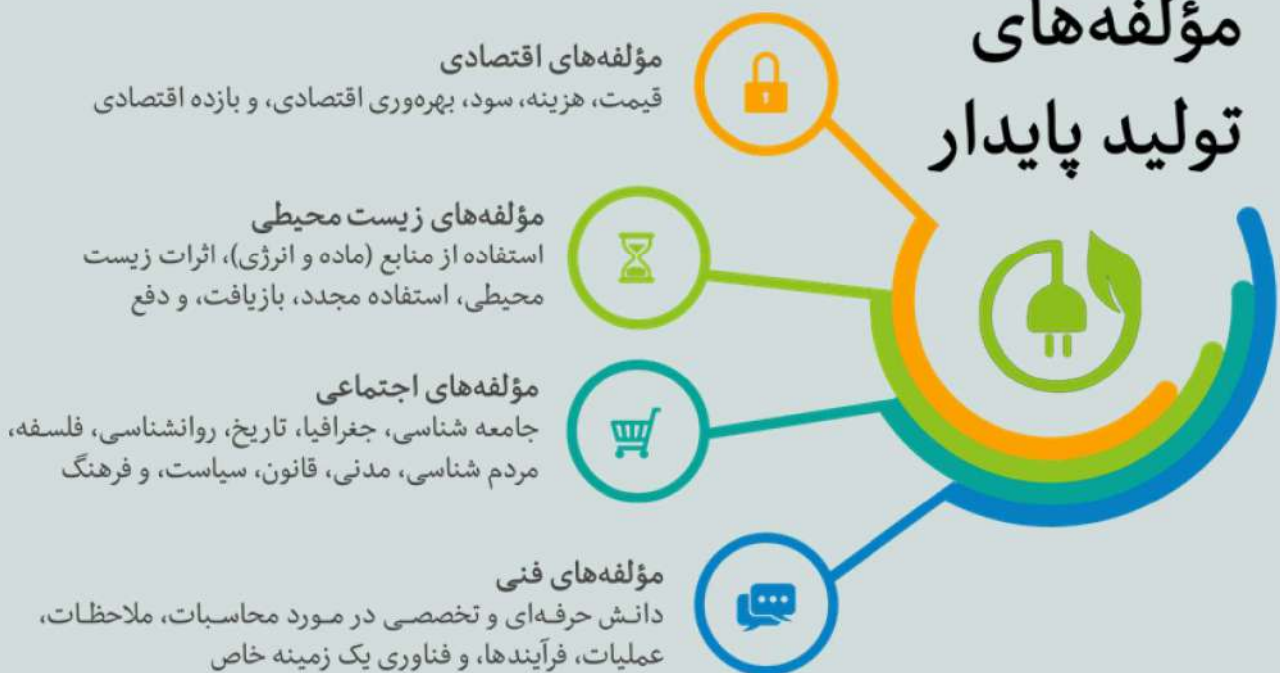 مؤلفه‌های
تولید پایدار
مؤلفه‌های اقتصادی
قیمت، هزینه، سود، بهره‌وری اقتصادی، و بازده اقتصادی
مؤلفه‌های زیست محیطی
استفاده از منابع (ماده و انرژی)، اثرات زیست
محیطی، استفاده مجدد، بازیافت، و دفع
مؤلفه‌های اجتماعی
جامعه شناسی، جغرافیا، تاریخ، روانشناسی، فلسفه،
مردم شناسی، مدنی، قانون، سیاست، و فرهنگ
مؤلفه‌های فنی
دانش حرفه‌ای و تخصصی در مورد محاسبات، ملاحظات،
عملیات، فرآیندها، و فناوری یک زمینه خاص